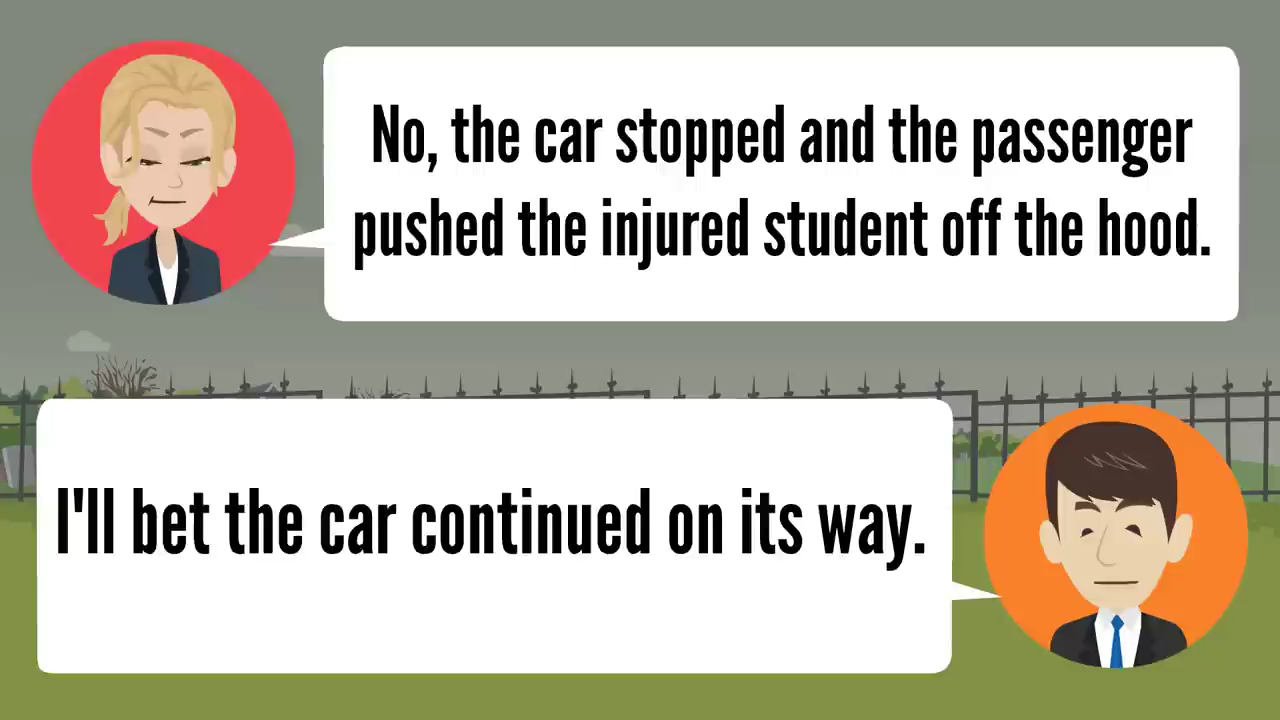 No, the car stopped and the passenger
pushed the injured student off the hood.
I'll bet the car continued on its way.